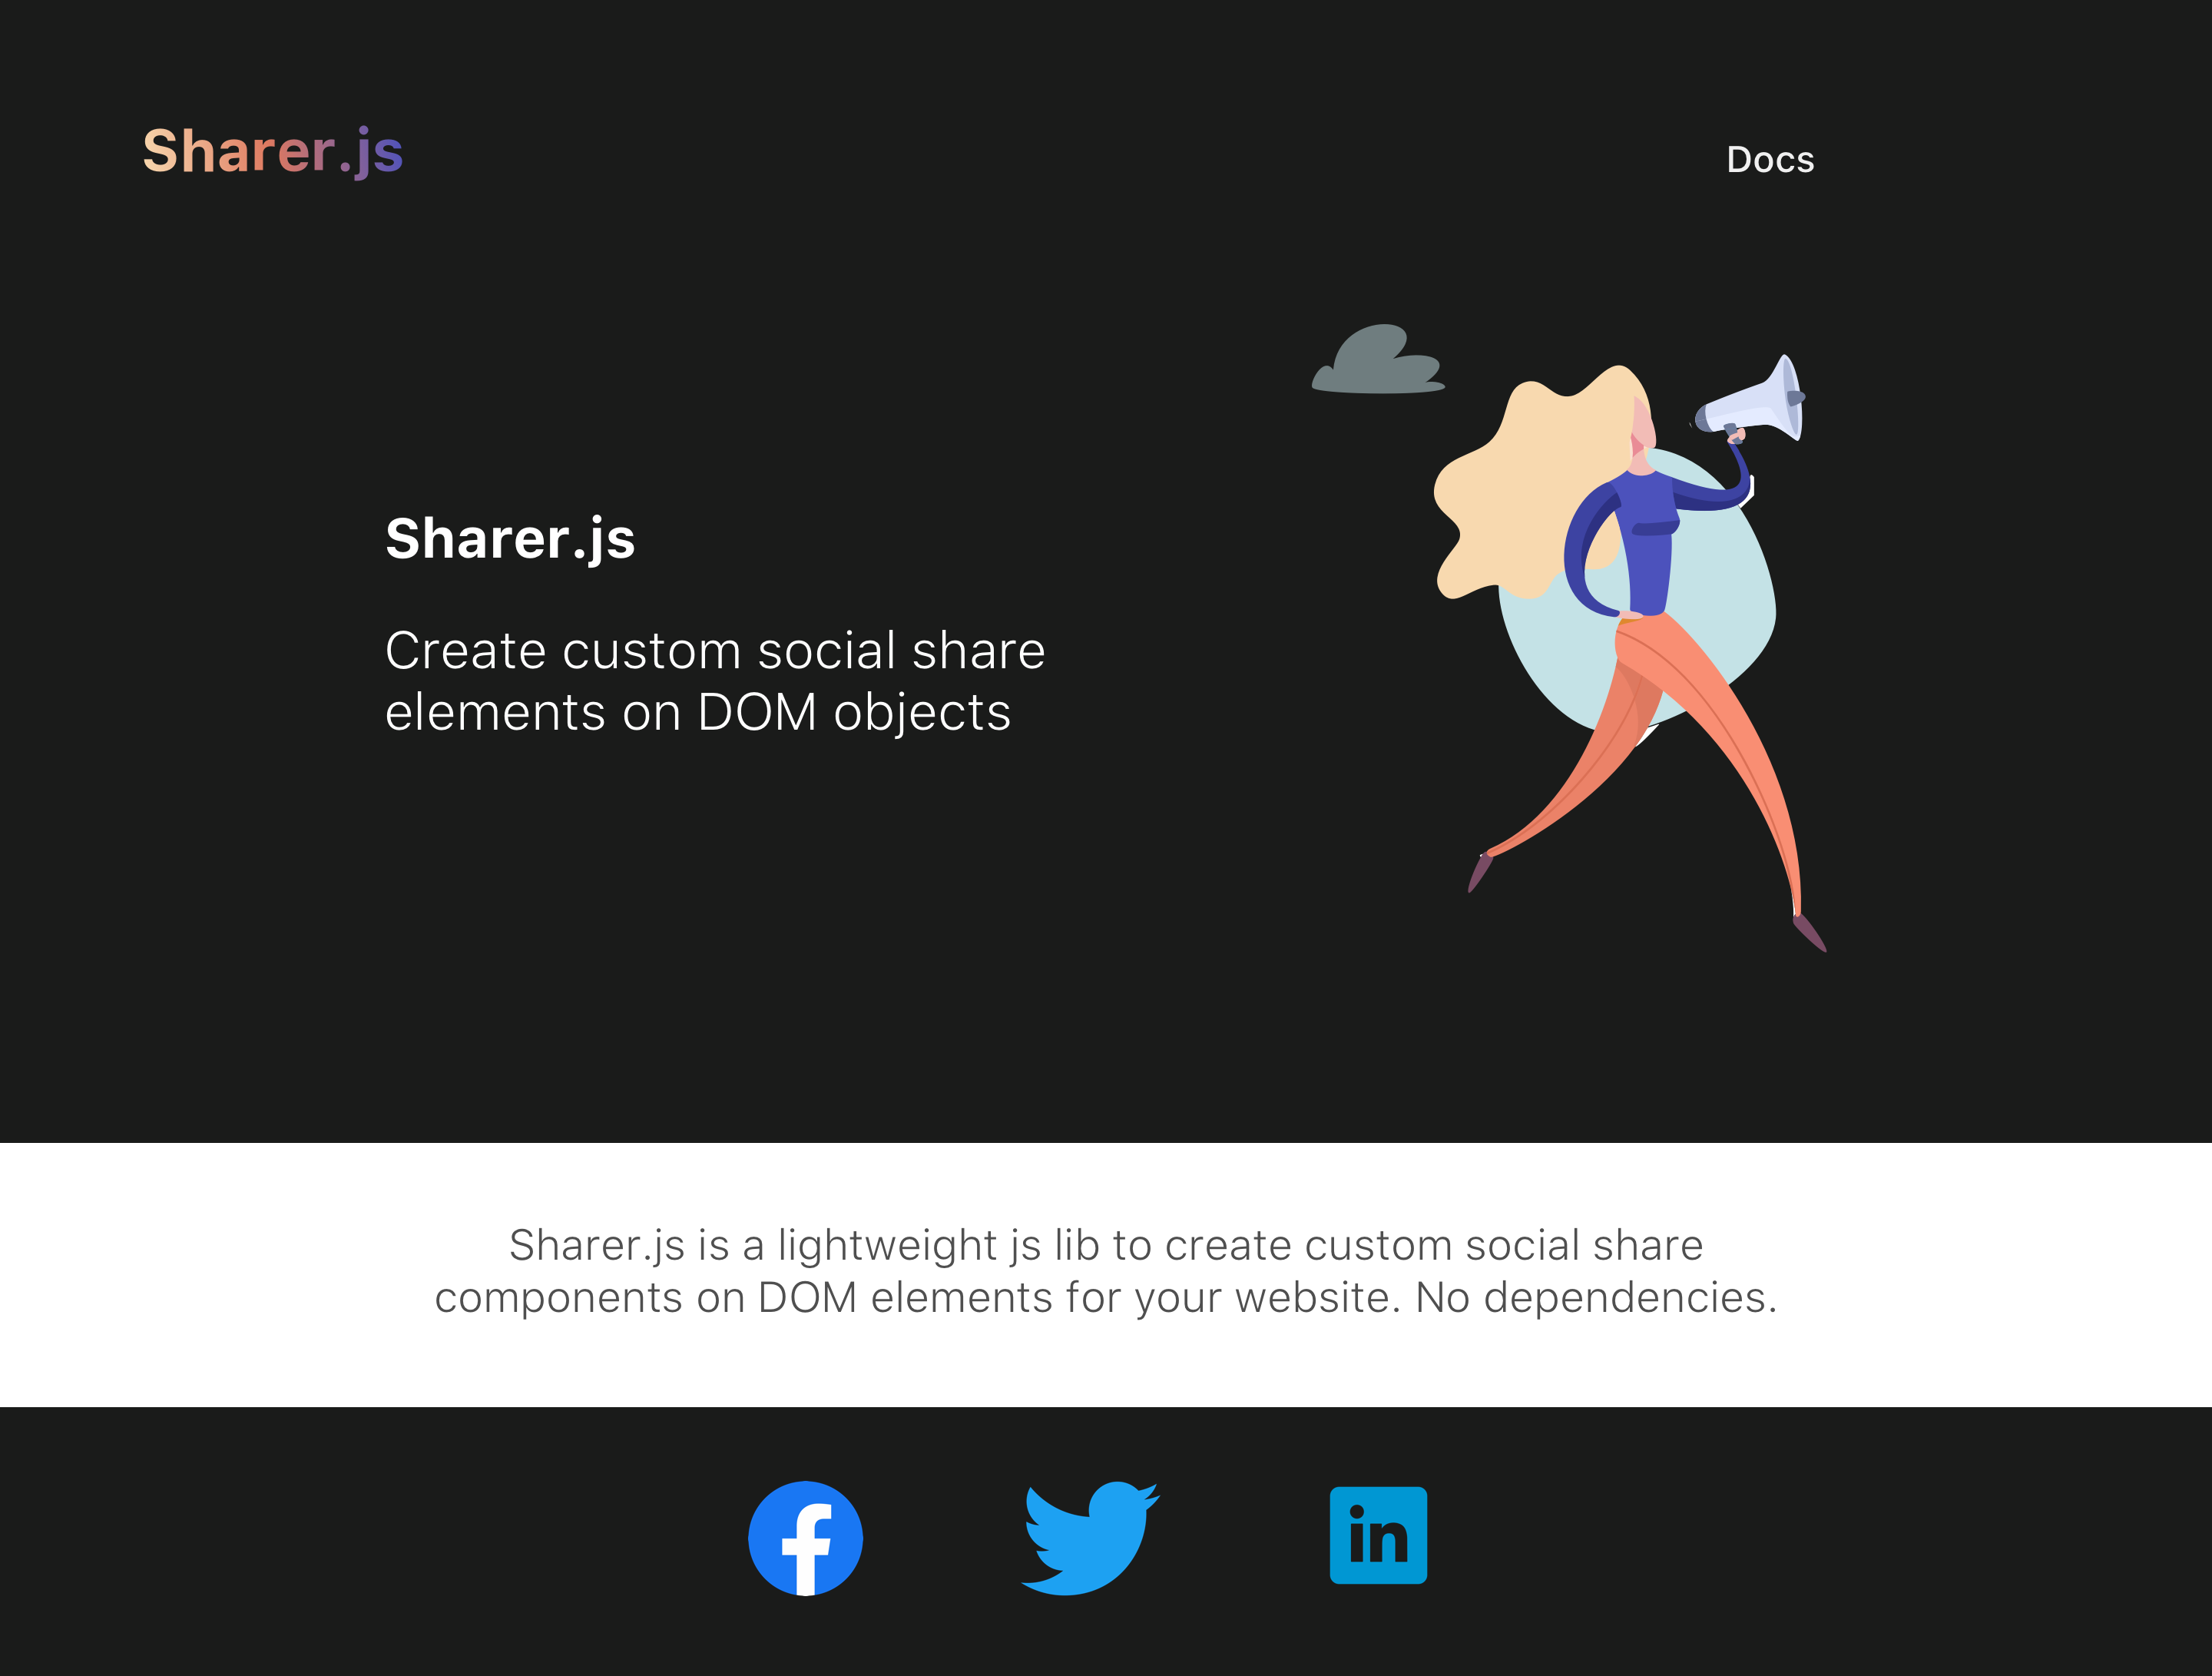 Sharer.js
Docs
Sharer.js
Create custom social share
elements on DOM objects
Sharer.js is a lightweight js lib to create custom social share
components on DOM elements for your website. No dependencies.
in